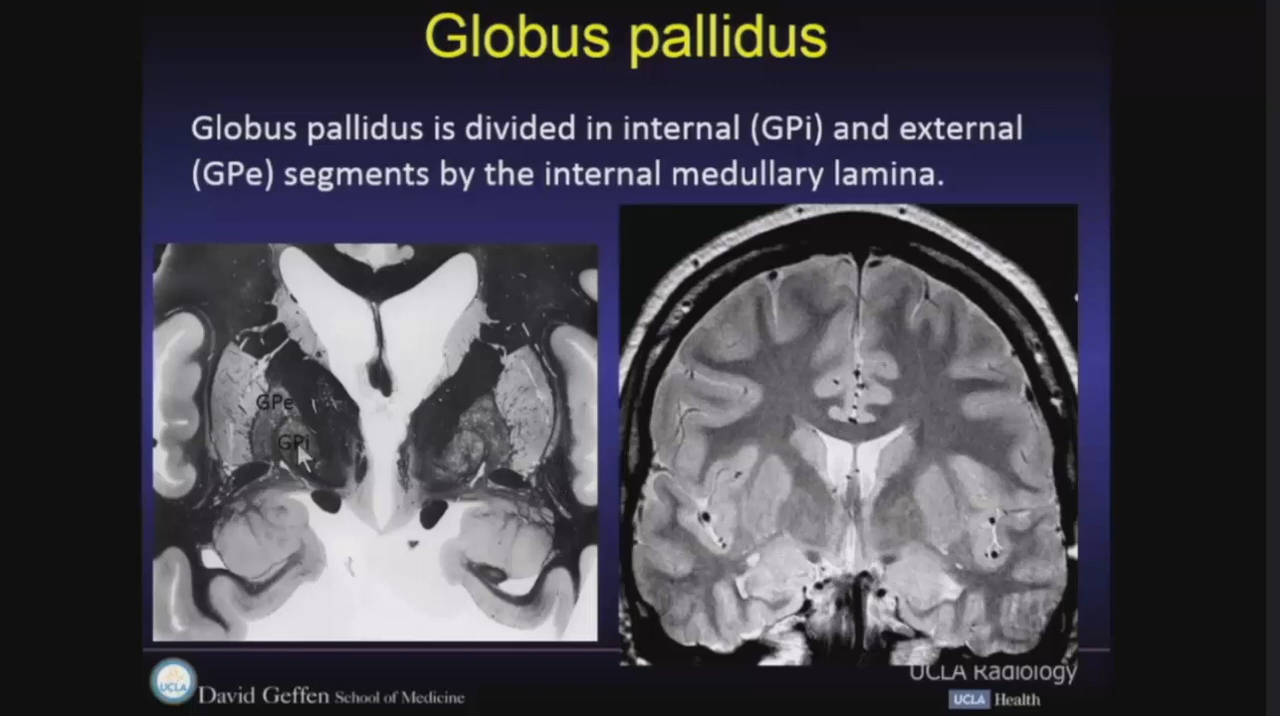 Globus pallidus
Globus pallidus is divided in internal (GPi) and external
(GPe) segments by the internal medullary lamina.
GPe
GPi
UCLA
David Geffen School of Medicine
UCLA Radiology
UCLA Health